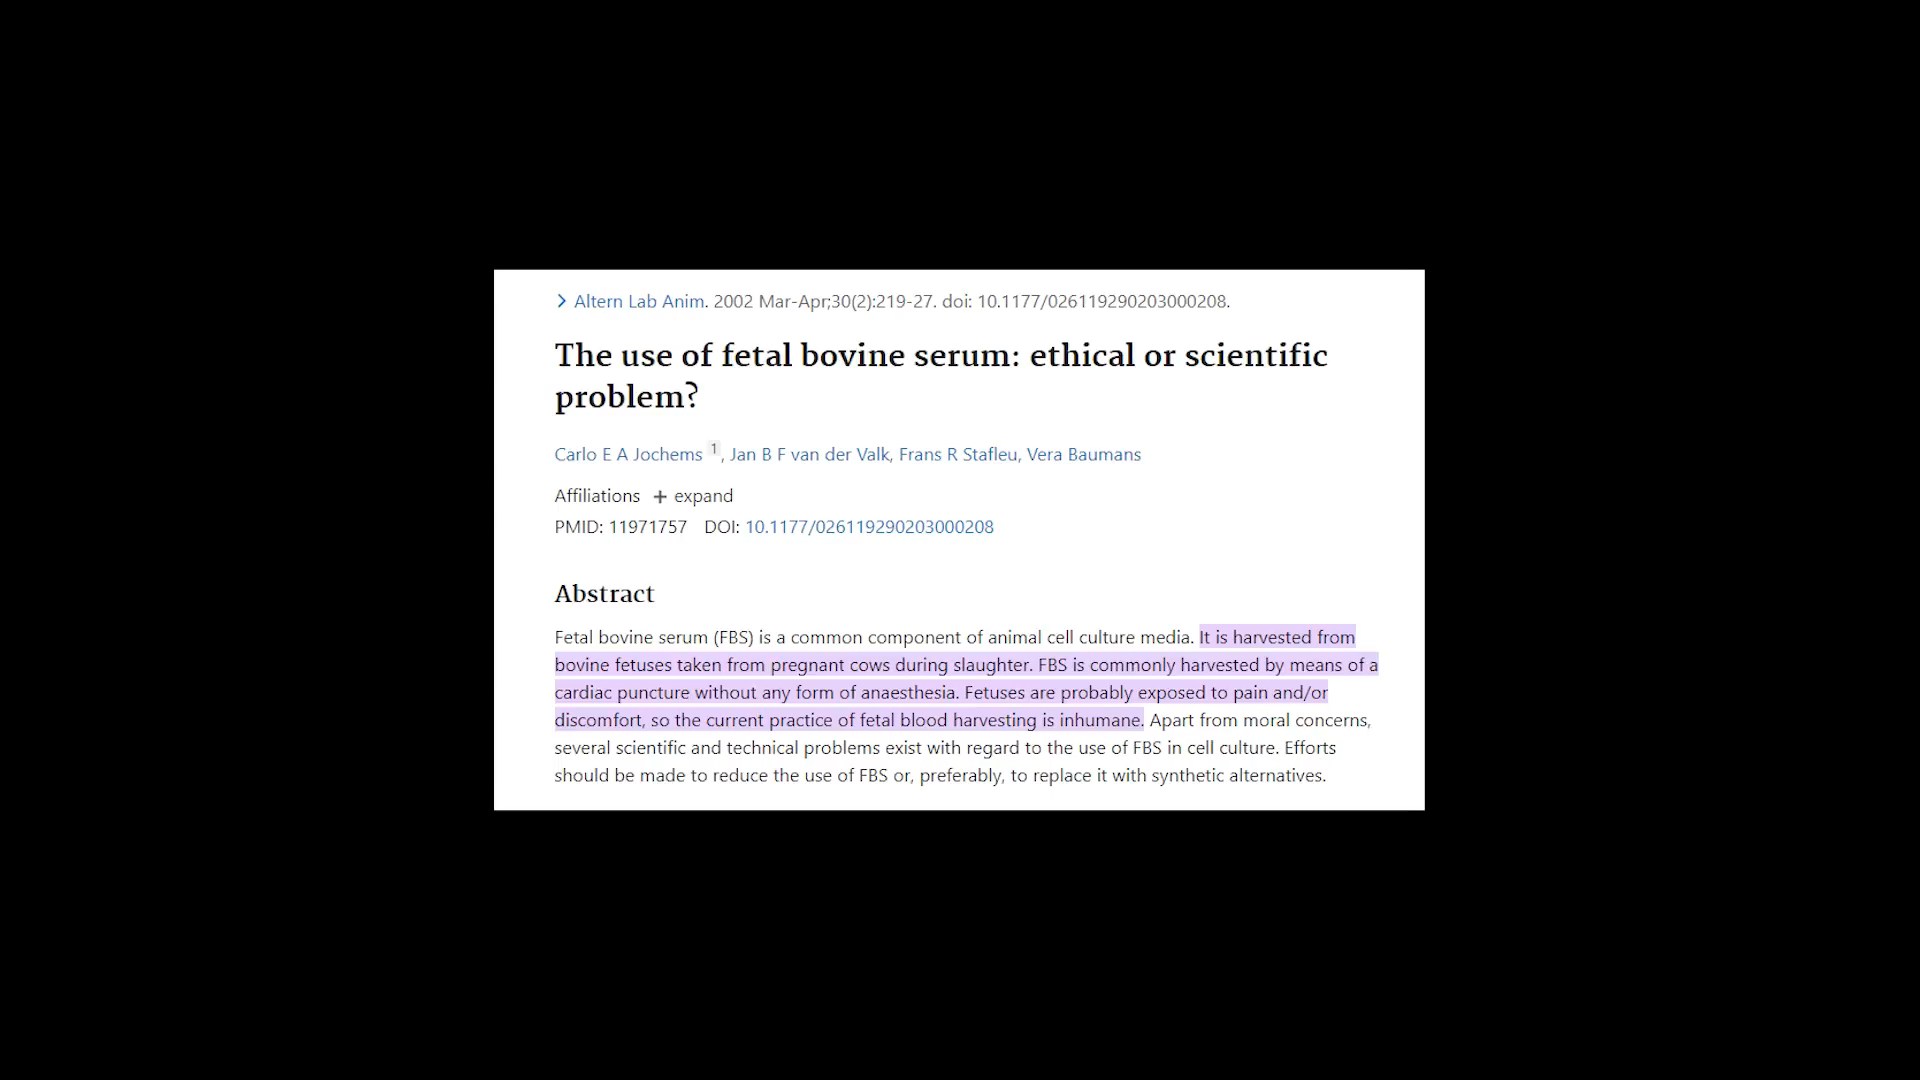 > Altern Lab Anim. 2002 Mar-Apr;30(2):219-27. doi: 10.1177/026119290203000208.
The use of fetal bovine serum: ethical or scientific
problem?
Carlo E A Jochems 1, Jan B F van der Valk, Frans R Stafleu, Vera Baumans
Affiliations + expand
PMID: 11971757 DOI: 10.1177/026119290203000208
Abstract
Fetal bovine serum (FBS) is a common component of animal cell culture media. It is harvested from
bovine fetuses taken from pregnant cows during slaughter. FBS is commonly harvested by means of a
cardiac puncture without any form of anaesthesia. Fetuses are probably exposed to pain and/or
discomfort, so the current practice of fetal blood harvesting is inhumane. Apart from moral concerns,
several scientific and technical problems exist with regard to the use of FBS in cell culture. Efforts
should be made to reduce the use of FBS or, preferably, to replace it with synthetic alternatives.